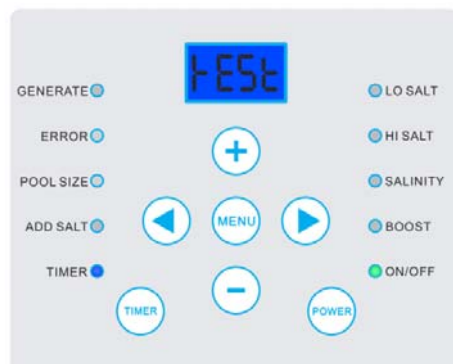 tESt
GENERATE
LO SALT
ERROR
+
HI SALT
POOL SIZE
MENU
SALINITY
ADD SALT
BOOST
TIMER
−
ON/OFF
TIMER
POWER